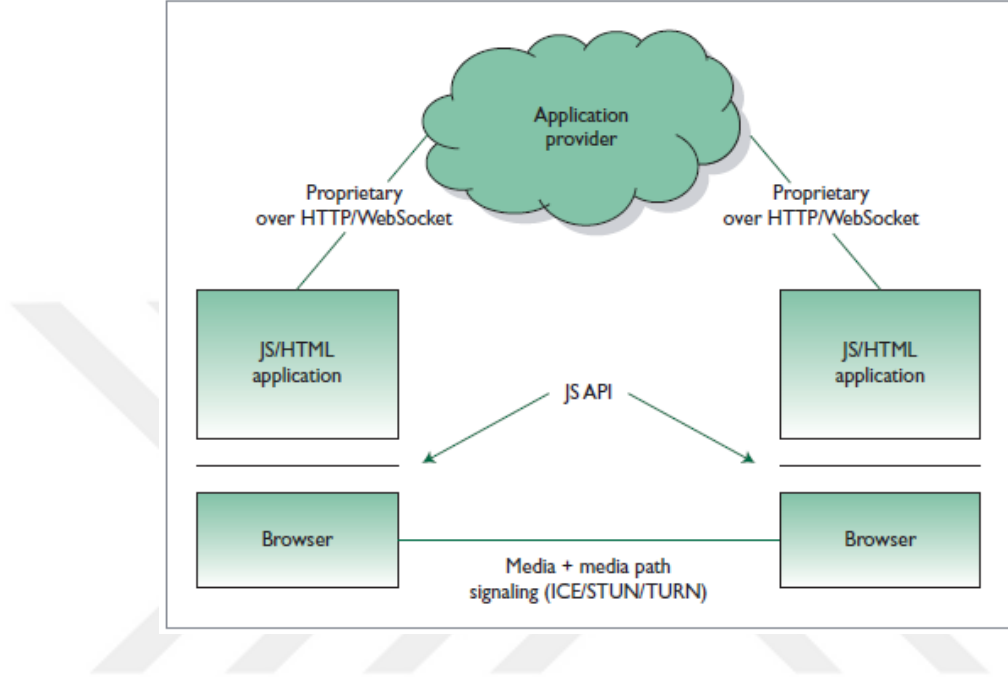 Application
provider
Proprietary
over HTTP/WebSocket
Proprietary
over HTTP/WebSocket
JS/HTML
application
JS/HTML
application
JS API
Browser
Browser
Media + media path
signaling (ICE/STUN/TURN)